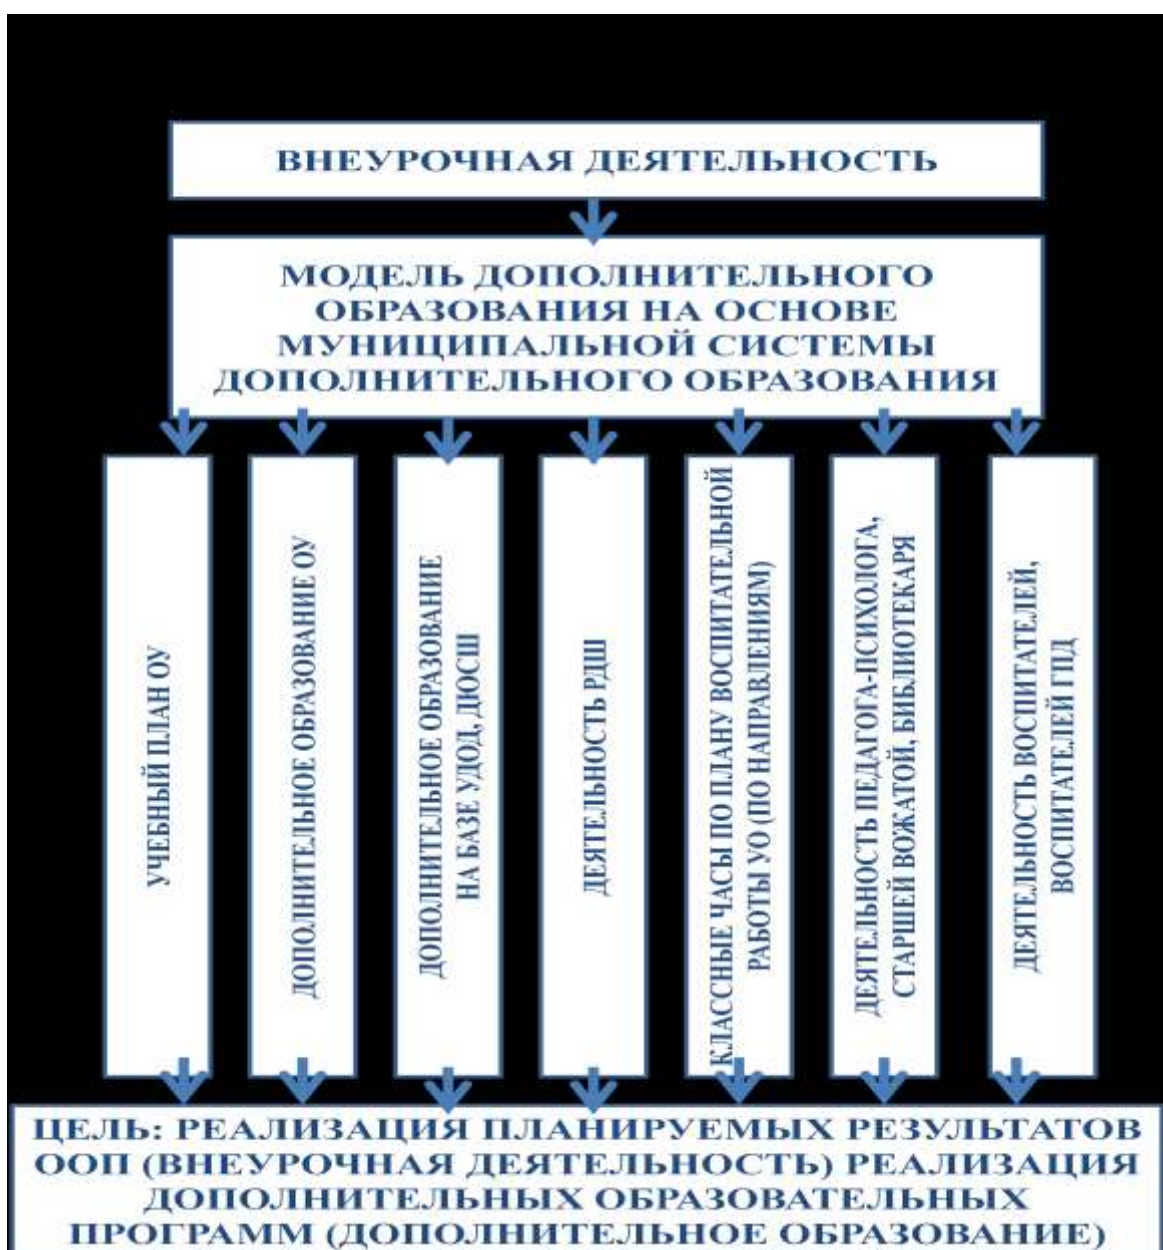 ВНЕУРОЧНАЯ ДЕЯТЕЛЬНОСТЬ
МОДЕЛЬ ДОПОЛНИТЕЛЬНОГО
ОБРАЗОВАНИЯ НА ОСНОВЕ
МУНИЦИПАЛЬНОЙ СИСТЕМЫ
ДОПОЛНИТЕЛЬНОГО ОБРАЗОВАНИЯ
УЧЕБНЫЙ ПЛАН ОУ
ДОПОЛНИТЕЛЬНОЕ ОБРАЗОВАНИЕ ОУ
ДОПОЛНИТЕЛЬНОЕ ОБРАЗОВАНИЕ
НА БАЗЕ УДОД, ДЮСШ
ДЕЯТЕЛЬНОСТЬ РДШ
КЛАССНЫЕ ЧАСЫ ПО ПЛАНУ ВОСПИТАТЕЛЬНОЙ
РАБОТЫ УО (ПО НАПРАВЛЕНИЯМ)
ДЕЯТЕЛЬНОСТЬ ПЕДАГОГА-ПСИХОЛОГА,
СТАРШЕЙ ВОЖАТОЙ, БИБЛИОТЕКАРЯ
ДЕЯТЕЛЬНОСТЬ ВОСПИТАТЕЛЕЙ,
ВОСПИТАТЕЛЕЙ ГПД
ЦЕЛЬ: РЕАЛИЗАЦИЯ ПЛАНИРУЕМЫХ РЕЗУЛЬТАТОВ
ООП (ВНЕУРОЧНАЯ ДЕЯТЕЛЬНОСТЬ) РЕАЛИЗАЦИЯ
ДОПОЛНИТЕЛЬНЫХ ОБРАЗОВАТЕЛЬНЫХ
ПРОГРАММ (ДОПОЛНИТЕЛЬНОЕ ОБРАЗОВАНИЕ)